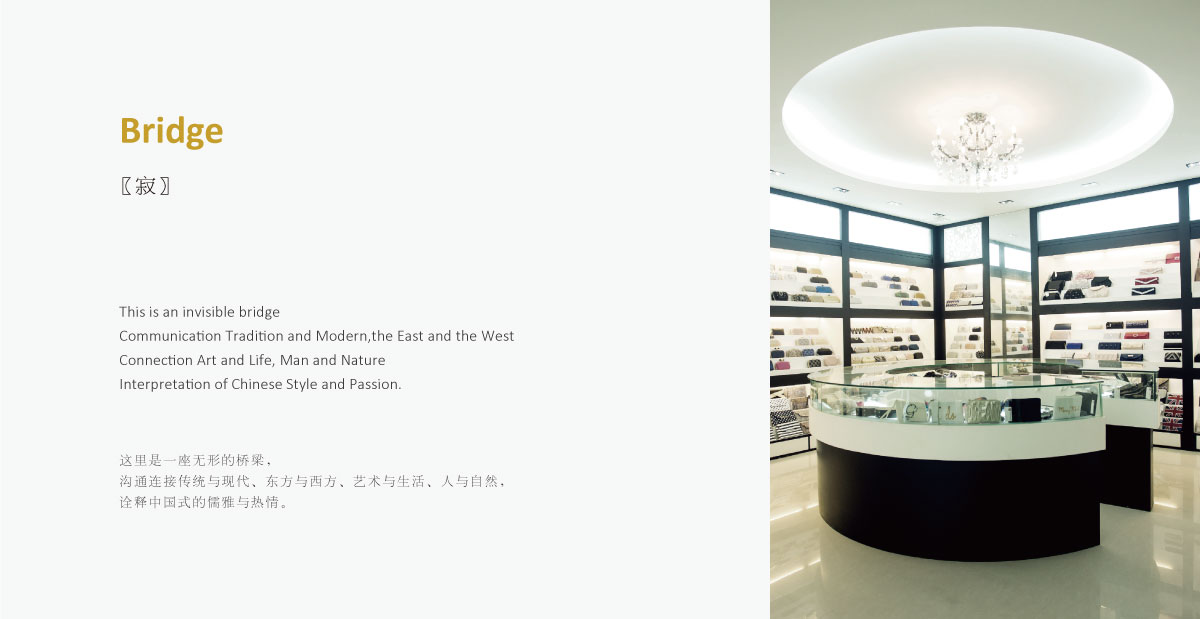 Bridge
〖寂〗
This is an invisible bridge
Communication Tradition and Modern,the East and the West
Connection Art and Life, Man and Nature
Interpretation of Chinese Style and Passion.
这里是一座无形的桥梁，
沟通连接传统与现代、东方与西方、艺术与生活、人与自然，
诠释中国式的儒雅与热情。
DREAM